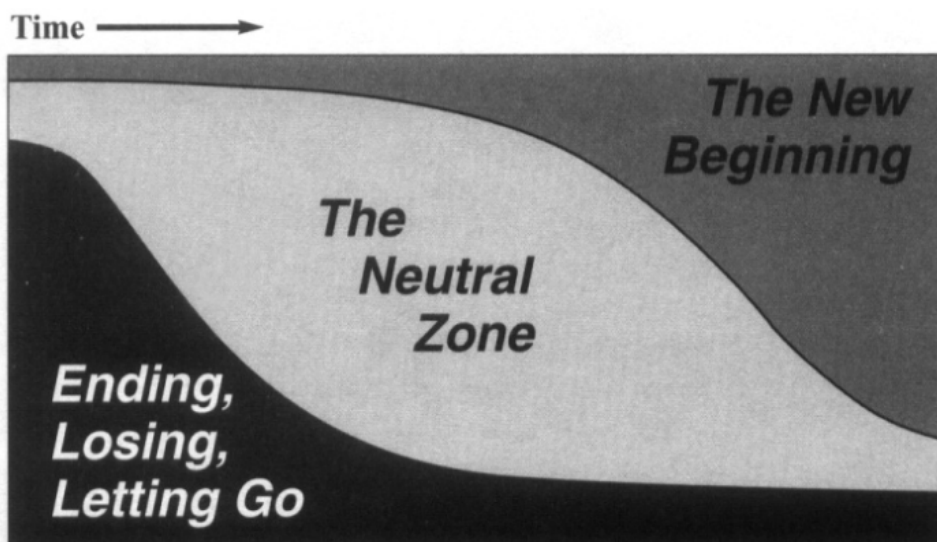 Time
The New
Beginning
The
Neutral
Zone
Ending,
Losing,
Letting Go